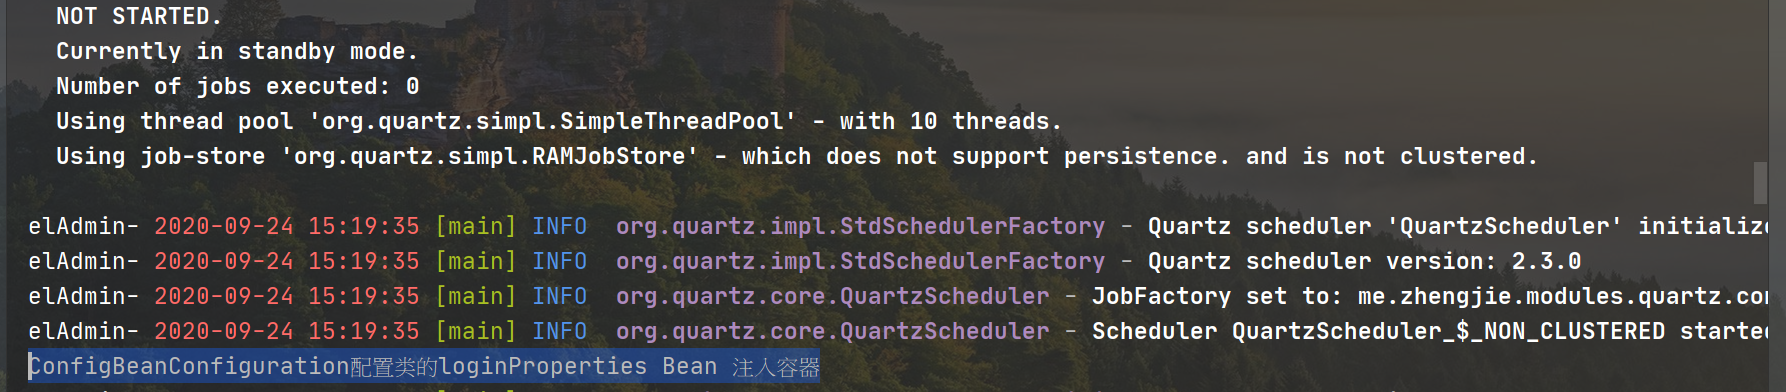 NOT STARTED.
Currently in standby mode.
Number of jobs executed: 0
Using thread pool 'org.quartz.simpl.SimpleThreadPool' - with 10 threads.
Using job-store 'org.quartz.simpl.RAMJobStore' - which does not support persistence. and is not clustered.
elAdmin- 2020-09-24 15:19:35 [main] INFO  org.quartz.impl.StdSchedulerFactory - Quartz scheduler 'QuartzScheduler' initialize
elAdmin- 2020-09-24 15:19:35 [main] INFO  org.quartz.impl.StdSchedulerFactory - Quartz scheduler version: 2.3.0
elAdmin- 2020-09-24 15:19:35 [main] INFO  org.quartz.core.QuartzScheduler - JobFactory set to: me.zhengjie.modules.quartz.con
elAdmin- 2020-09-24 15:19:35 [main] INFO  org.quartz.core.QuartzScheduler - Scheduler QuartzScheduler_$_NON_CLUSTERED started
ConfigBeanConfiguration配置类的loginProperties Bean 注入容器